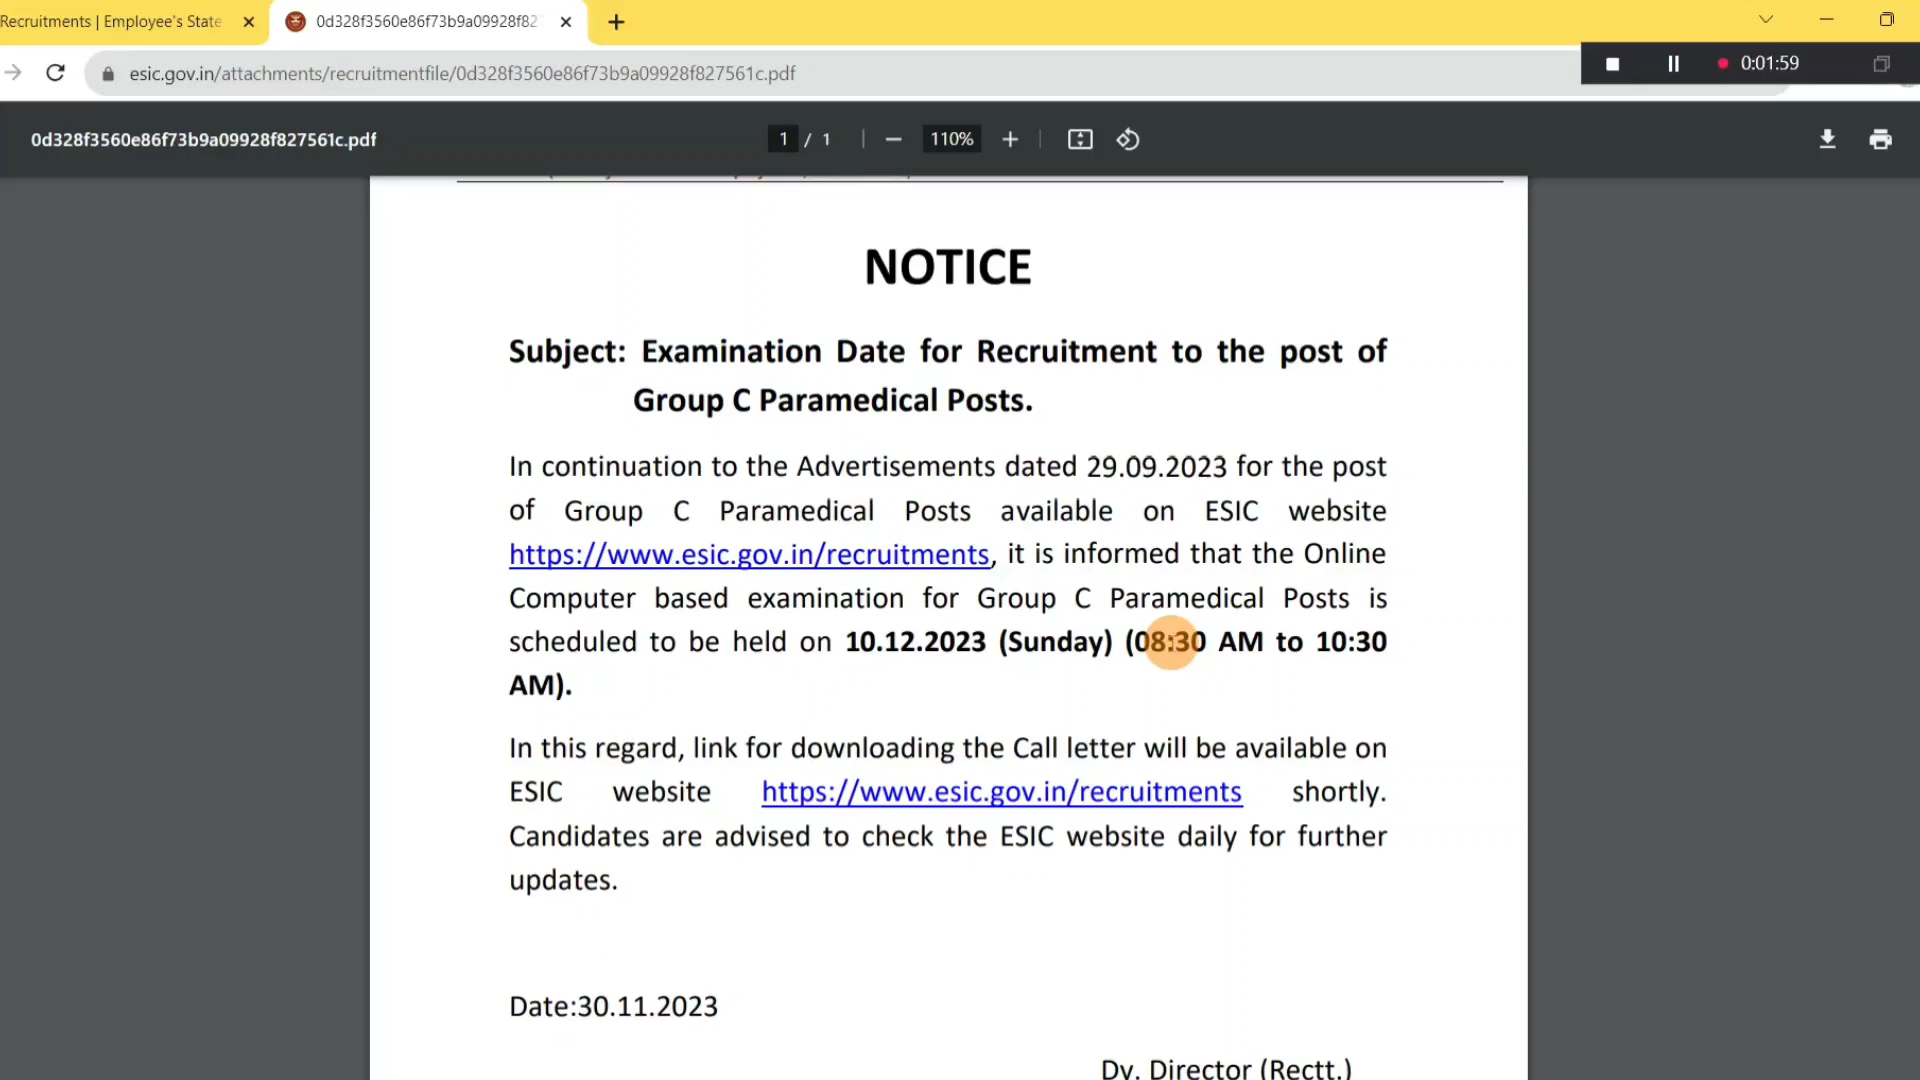 Recruitments | Employee's State
0d328f3560e86f73b9a09928f82
esic.gov.in/attachments/recruitmentfile/0d328f3560e86f73b9a09928f827561c.pdf
0:01:59
0d328f3560e86f73b9a09928f827561c.pdf
1 / 1
110%
NOTICE
Subject: Examination Date for Recruitment to the post of
Group C Paramedical Posts.
In continuation to the Advertisements dated 29.09.2023 for the post
of Group C Paramedical Posts available on ESIC website
https://www.esic.gov.in/recruitments, it is informed that the Online
Computer based examination for Group C Paramedical Posts is
scheduled to be held on 10.12.2023 (Sunday) (08:30 AM to 10:30
AM).
In this regard, link for downloading the Call letter will be available on
ESIC website https://www.esic.gov.in/recruitments shortly.
Candidates are advised to check the ESIC website daily for further
updates.
Date:30.11.2023
Dy. Director (Rectt.)